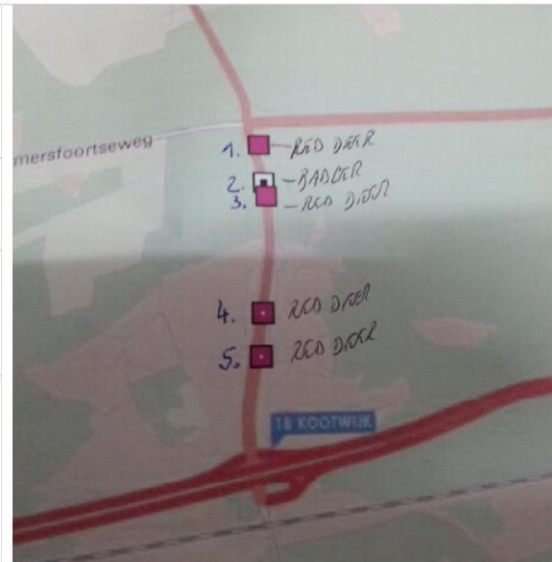 mersfoortseweg
1. - RED DEER
2. - BADGER
3. - RED DEER
4. RED DEER
5. RED DEER
18 KOOTWIJK